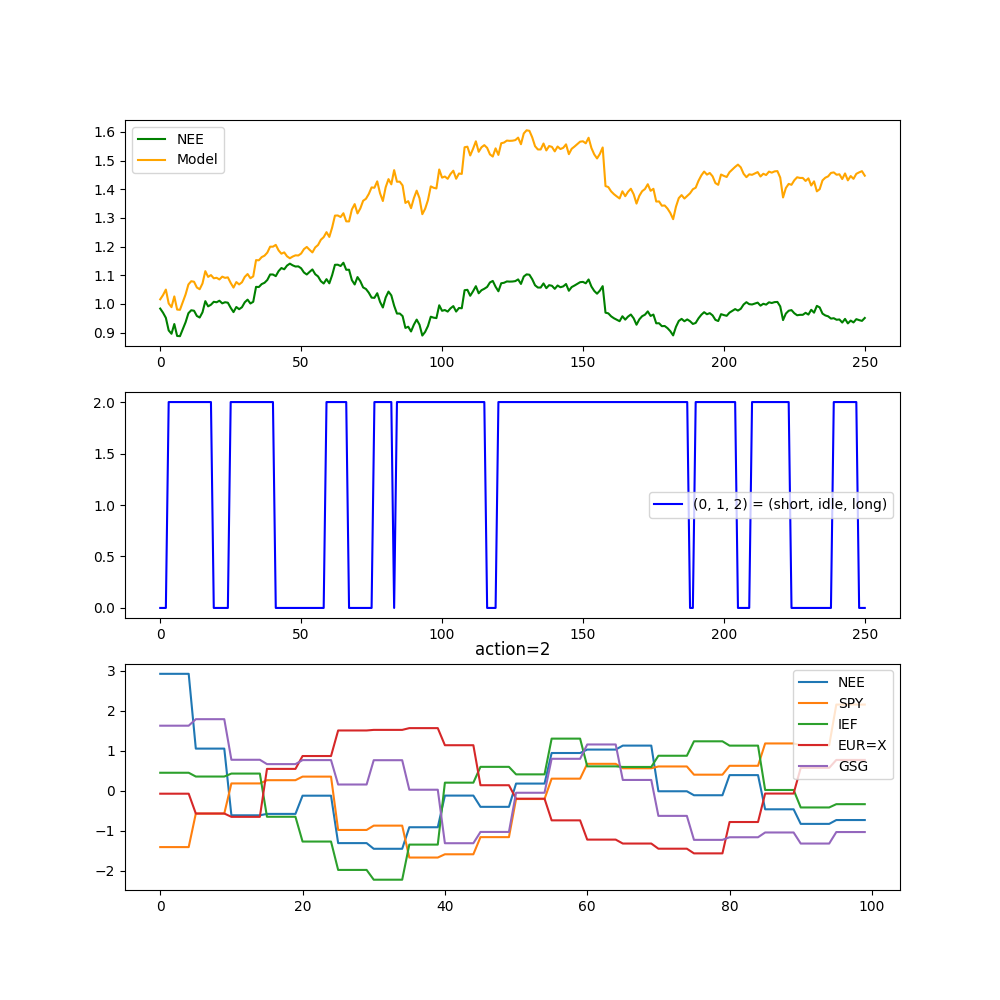 NEE
Model
1.6
1.5
1.4
1.3
1.2
1.1
1.0
0.9
0 50 100 150 200 250
2.0
1.5
1.0
0.5
0.0
(0, 1, 2) = (short, idle, long)
0 50 100 150 200 250
action=2
3
2
1
0
−1
−2
NEE
SPY
IEF
EUR=X
GSG
0 20 40 60 80 100